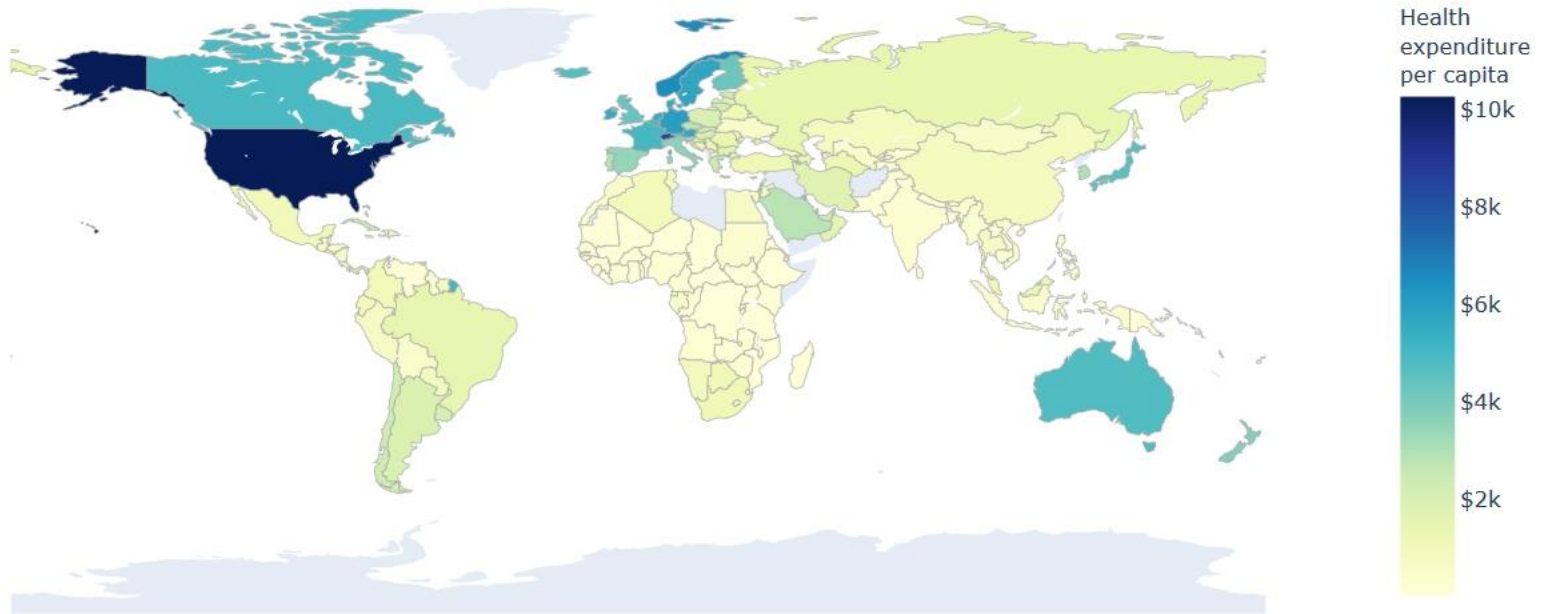 Health
expenditure
per capita
$10k
$8k
$6k
$4k
$2k